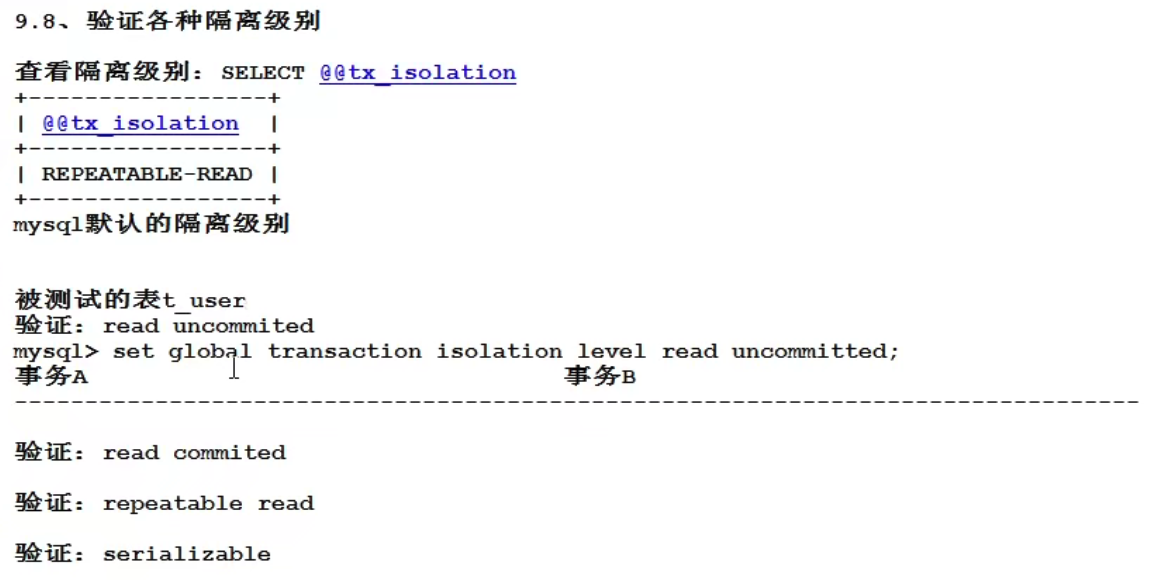 9.8、验证各种隔离级别
查看隔离级别：SELECT @@tx_isolation
+-----------------+
| @@tx_isolation  |
+-----------------+
| REPEATABLE-READ |
+-----------------+
mysql默认的隔离级别
被测试的表t_user
验证：read uncommited
mysql> set global transaction isolation level read uncommitted;
事务A                                  事务B
--------------------------------------------------------------------------------
验证：read commited
验证：repeatable read
验证：serializable